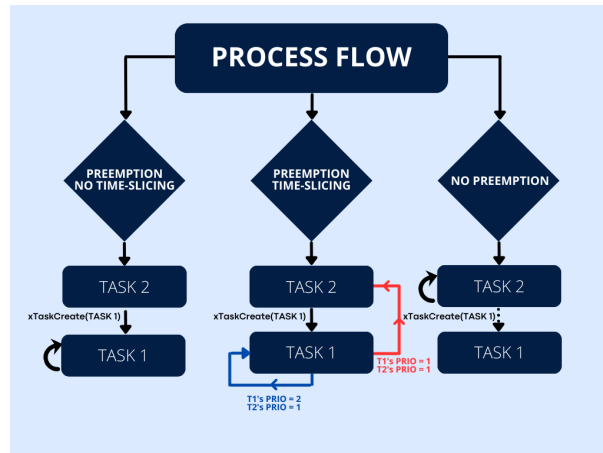 PROCESS FLOW
PREEMPTION
NO TIME-SLICING
PREEMPTION
TIME-SLICING
NO PREEMPTION
TASK 2
TASK 2
TASK 2
xTaskCreate(TASK 1)
xTaskCreate(TASK 1)
xTaskCreate(TASK 1)
TASK 1
TASK 1
TASK 1
T1's PRIO = 1
T2's PRIO = 1
T1's PRIO = 2
T2's PRIO = 1